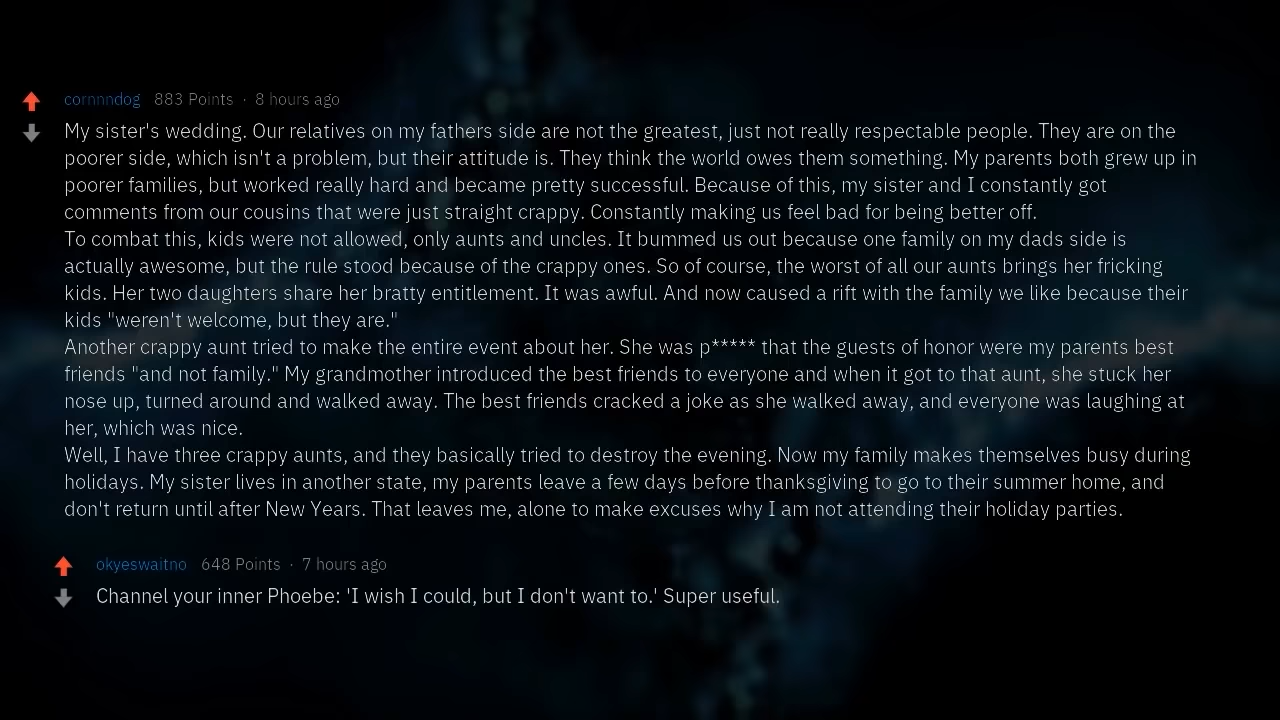 cornnndog 883 Points · 8 hours ago
My sister's wedding. Our relatives on my fathers side are not the greatest, just not really respectable people. They are on the
poorer side, which isn't a problem, but their attitude is. They think the world owes them something. My parents both grew up in
poorer families, but worked really hard and became pretty successful. Because of this, my sister and I constantly got
comments from our cousins that were just straight crappy. Constantly making us feel bad for being better off.
To combat this, kids were not allowed, only aunts and uncles. It bummed us out because one family on my dads side is
actually awesome, but the rule stood because of the crappy ones. So of course, the worst of all our aunts brings her fricking
kids. Her two daughters share her bratty entitlement. It was awful. And now caused a rift with the family we like because their
kids "weren't welcome, but they are."
Another crappy aunt tried to make the entire event about her. She was p***** that the guests of honor were my parents best
friends "and not family." My grandmother introduced the best friends to everyone and when it got to that aunt, she stuck her
nose up, turned around and walked away. The best friends cracked a joke as she walked away, and everyone was laughing at
her, which was nice.
Well, I have three crappy aunts, and they basically tried to destroy the evening. Now my family makes themselves busy during
holidays. My sister lives in another state, my parents leave a few days before thanksgiving to go to their summer home, and
don't return until after New Years. That leaves me, alone to make excuses why I am not attending their holiday parties.
okyeswaitno 648 Points · 7 hours ago
Channel your inner Phoebe: 'I wish I could, but I don't want to.' Super useful.